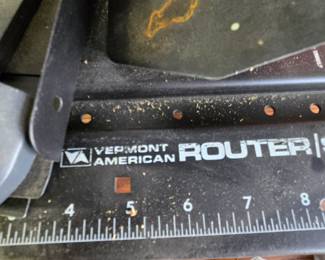 VERMONT
AMERICAN ROUTER/
4 5 6 7 8